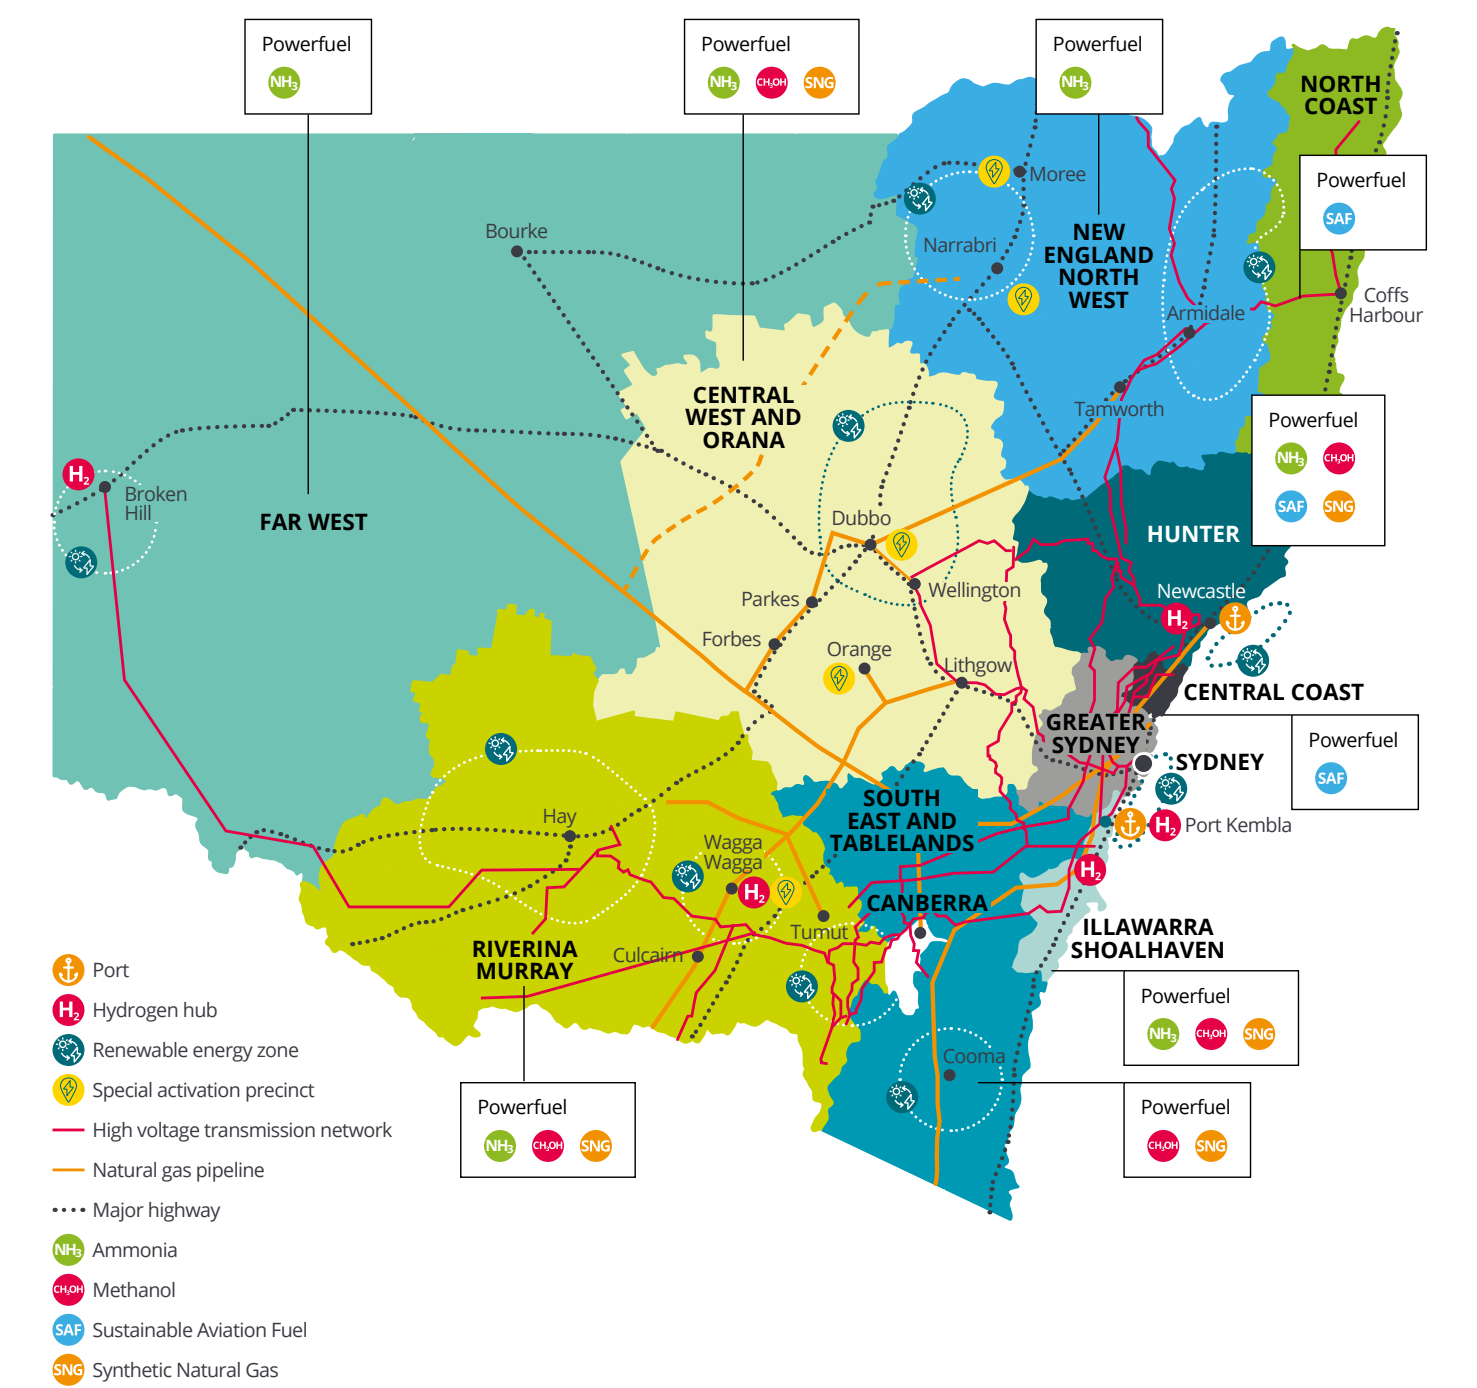 Powerfuel
NH3
Powerfuel
NH3 CH3OH SNG
Powerfuel
NH3
NORTH
COAST
Powerfuel
SAF
Moree
Bourke
Narrabri
NEW
ENGLAND
NORTH
WEST
Coffs
Harbour
Armidale
Tamworth
CENTRAL
WEST AND
ORANA
Powerfuel
NH3 CH3OH
SAF SNG
H2
Broken
Hill
FAR WEST
Dubbo
HUNTER
Wellington
Newcastle
H2
Parkes
Forbes
Orange
Lithgow
CENTRAL COAST
GREATER
SYDNEY
SYDNEY
Powerfuel
SAF
Hay
SOUTH
EAST AND
TABLELANDS
H2 Port Kembla
Wagga
Wagga
H2
H2
CANBERRA
Tumut
ILLAWARRA
SHOALHAVEN
RIVERINA
MURRAY
Culcairn
Powerfuel
NH3 CH3OH SNG
Cooma
Powerfuel
NH3 CH3OH SNG
Powerfuel
CH3OH SNG
Port
H2 Hydrogen hub
Renewable energy zone
Special activation precinct
High voltage transmission network
Natural gas pipeline
Major highway
NH3 Ammonia
CH3OH Methanol
SAF Sustainable Aviation Fuel
SNG Synthetic Natural Gas